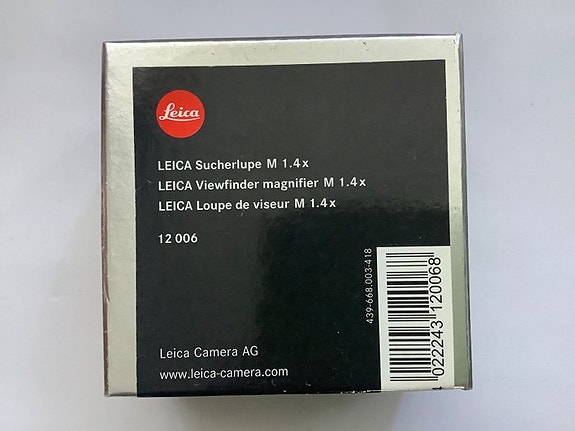 Leica
LEICA Sucherlupe M 1.4x
LEICA Viewfinder magnifier M 1.4x
LEICA Loupe de viseur M 1.4x
12 006
439-668.003-418
022243 120068
Leica Camera AG
www.leica-camera.com